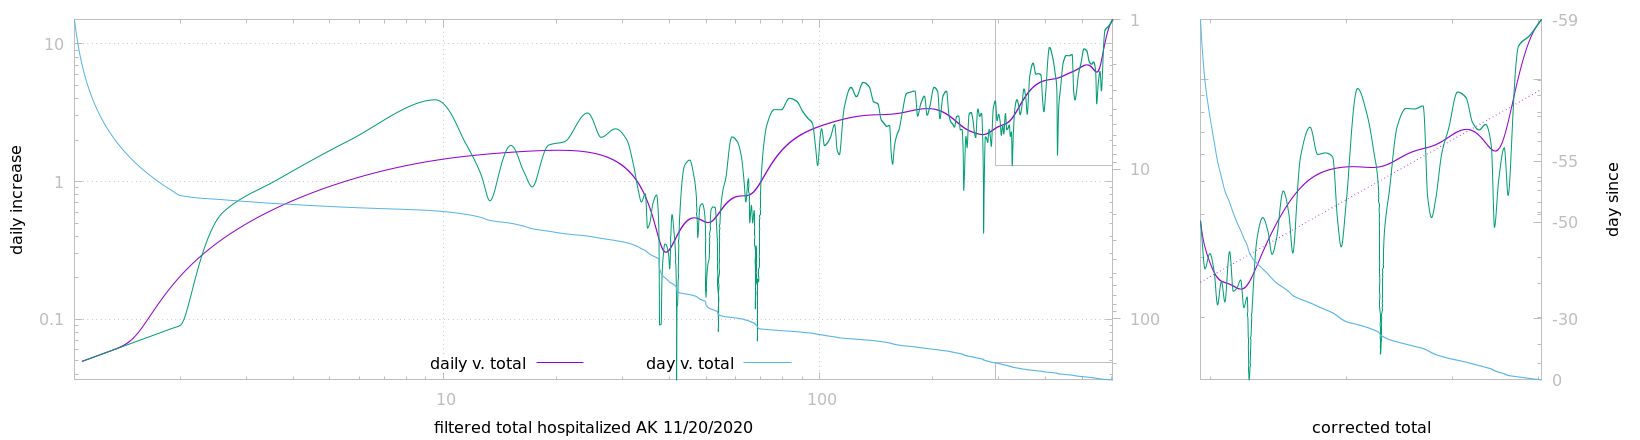 10
1
0.1
daily increase
10
100
filtered total hospitalized AK 11/20/2020
daily v. total
day v. total
1
10
100
-59
-55
-50
-30
0
day since
corrected total